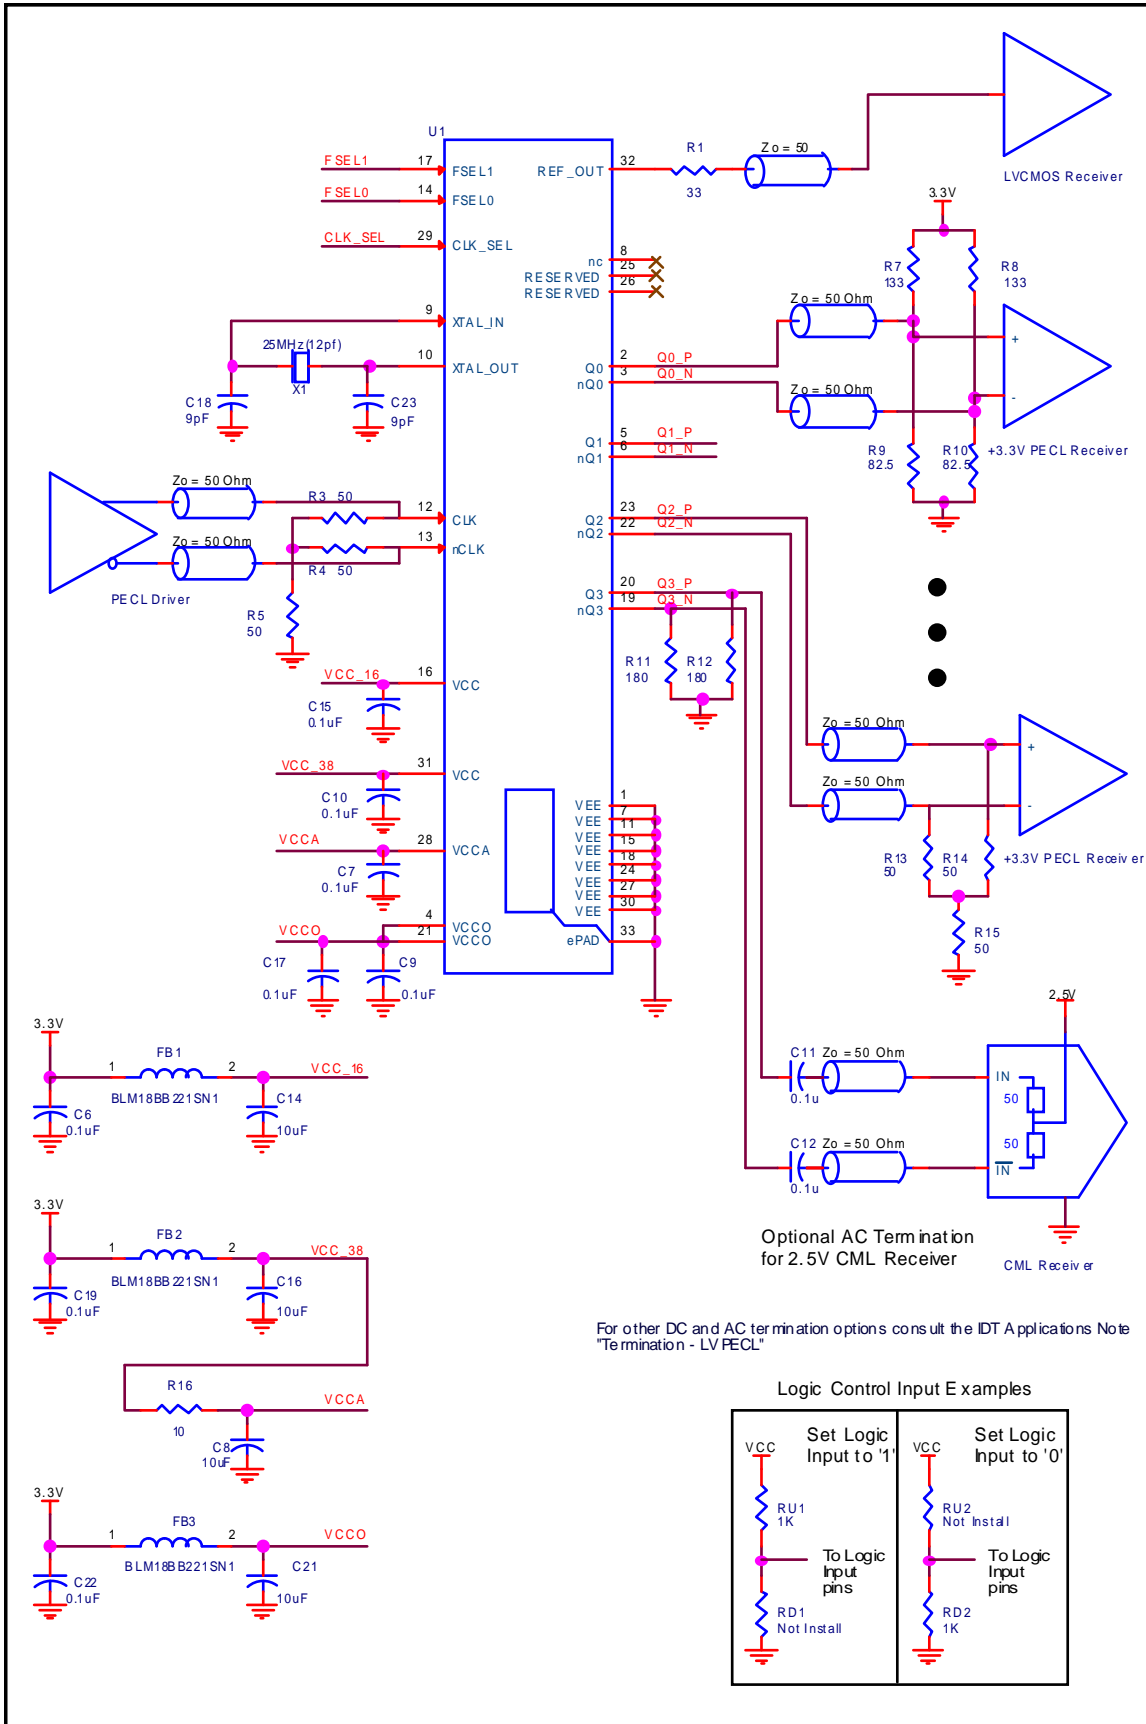 U1
FSEL1
17
FSEL1
FSEL0
14
FSEL0
CLK_SEL
29
CLK_SEL
9
XTAL_IN
25MHz(12pf)
10
XTAL_OUT
X1
C18
9pF
C23
9pF
Zo = 50 Ohm
R3 50
12
CLK
Zo = 50 Ohm
13
nCLK
R4 50
PECL Driver
R5
50
VCC_16
16
VCC
C15
0.1uF
VCC_38
31
VCC
C10
0.1uF
VCCA
28
VCCA
C7
0.1uF
4
VCCO
VCCO
21
VCCO
C17
0.1uF
C9
0.1uF
REF_OUT
32
R1
33
Zo = 50
LVCMOS Receiver
nc
8
RESERVED
25
RESERVED
26
3.3V
R7
133
R8
133
Zo = 50 Ohm
Q0
2
Q0_P
nQ0
3
Q0_N
Zo = 50 Ohm
+
-
Q1
5
Q1_P
nQ1
6
Q1_N
R9
82.5
R10
82.5
+3.3V PECL Receiver
Q2
23
Q2_P
nQ2
22
Q2_N
Q3
20
Q3_P
nQ3
19
Q3_N
R11
180
R12
180
Zo = 50 Ohm
+
Zo = 50 Ohm
-
R13
50
R14
50
+3.3V PECL Receiver
R15
50
VEE
1
VEE
7
VEE
11
VEE
15
VEE
18
VEE
24
VEE
27
VEE
30
ePAD
33
2.5V
C11
0.1u
Zo = 50 Ohm
IN
50
50
C12
0.1u
Zo = 50 Ohm
IN
CML Receiver
Optional AC Termination
for 2.5V CML Receiver
3.3V
FB1
1
2
VCC_16
BLM18BB221SN1
C6
0.1uF
C14
10uF
3.3V
FB2
1
2
VCC_38
BLM18BB221SN1
C19
0.1uF
C16
10uF
R16
10
VCCA
C8
10uF
3.3V
FB3
1
2
VCCO
BLM18BB221SN1
C22
0.1uF
C21
10uF
For other DC and AC termination options consult the IDT Applications Note
"Termination - LVPECL"
Logic Control Input Examples
Set Logic
Input to '1'
VCC
RU1
1K
To Logic
Input
pins
RD1
Not Install
Set Logic
Input to '0'
VCC
RU2
Not Install
To Logic
Input
pins
RD2
1K